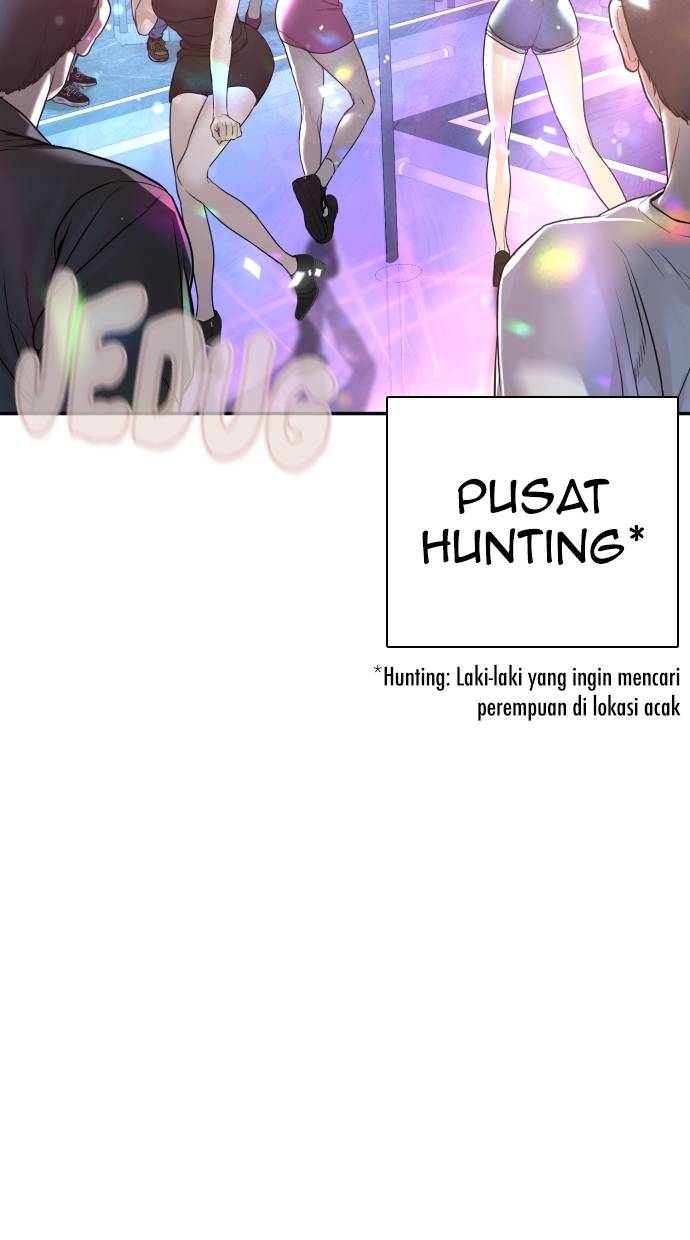 JEDUG
PUSAT
HUNTING*
*Hunting: Laki-laki yang ingin mencari
perempuan di lokasi acak